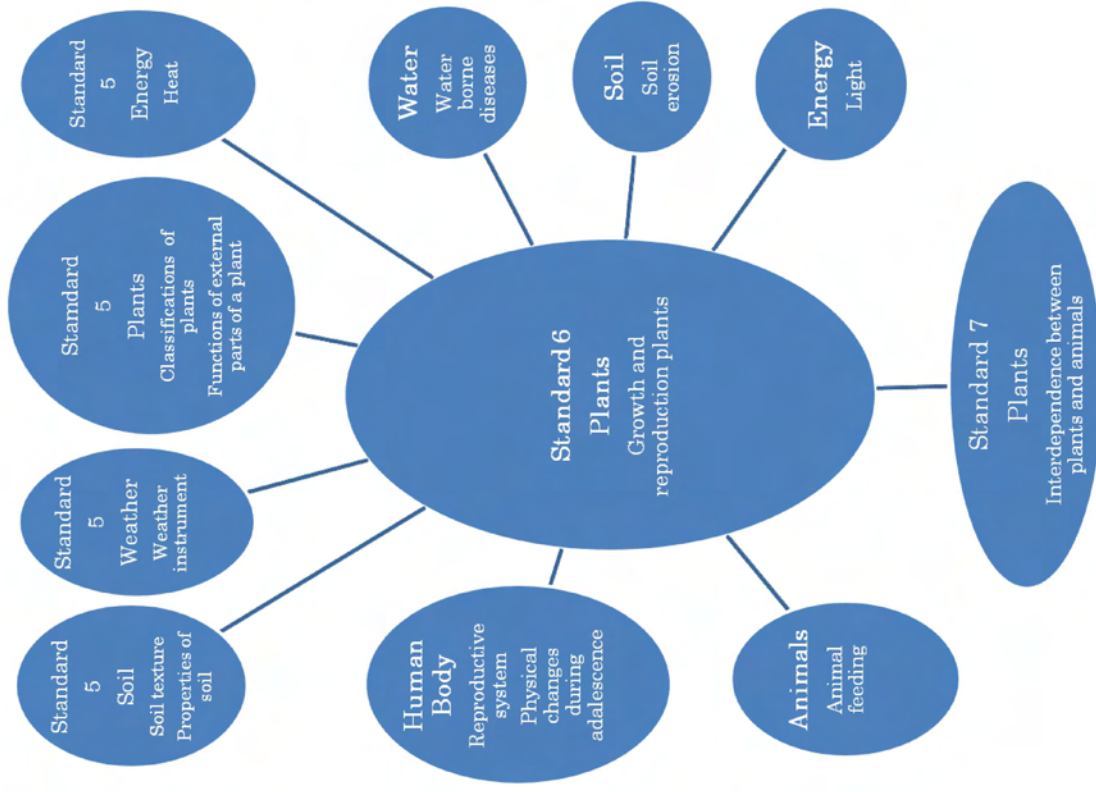 Standard
5
Soil
Soil texture
Properties of
soil
Standard
5
Weather
Weather
instrument
Stamdard
5
Plants
Classifications of
plants
Functions of external
parts of a plant
Standard
5
Energy
Heat
Human
Body
Reproductive
system
Physical
changes
during
adalescence
Standard 6
Plants
Growth and
reproduction plants
Water
Water
borne
diseases
Soil
Soil
erosion
Animals
Animal
feeding
Energy
Light
Standard 7
Plants
Interdependence between
plants and animals